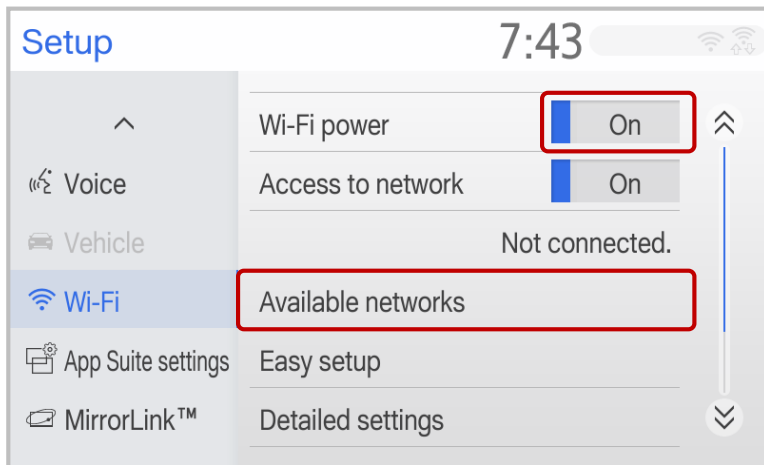 Setup
7:43
Voice
Vehicle
Wi-Fi
App Suite settings
MirrorLink™
Wi-Fi power
On
Access to network
On
Not connected.
Available networks
Easy setup
Detailed settings